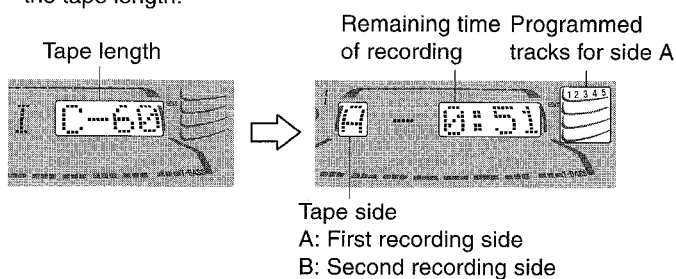 the tape length.
Remaining time Programmed
of recording tracks for side A
Tape length
I C-60
A - 0:51
1 2 3 4 5
T-BASS
Tape side
A: First recording side
B: Second recording side